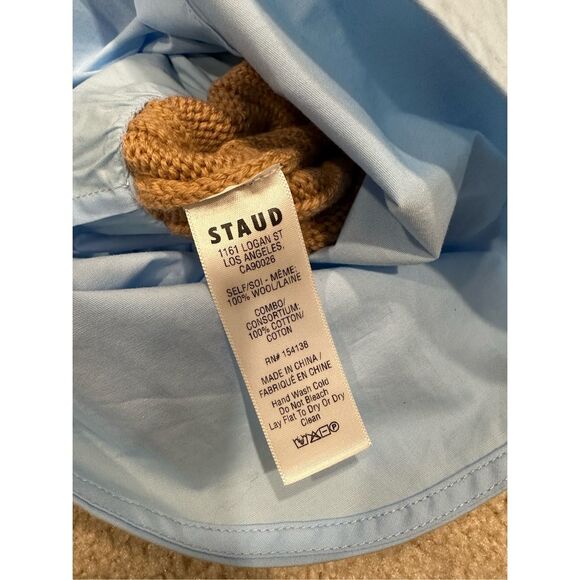 STAUD
1161 LOGAN ST
LOS ANGELES,
CA90026
SELF/SOI - MÊME:
100% WOOL/LAINE
COMBO/
CONSORTIUM:
100% COTTON/
COTON
RN# 154138
MADE IN CHINA /
FABRIQUÉ EN CHINE
Hand Wash Cold
Do Not Bleach
Lay Flat To Dry Or Dry
Clean